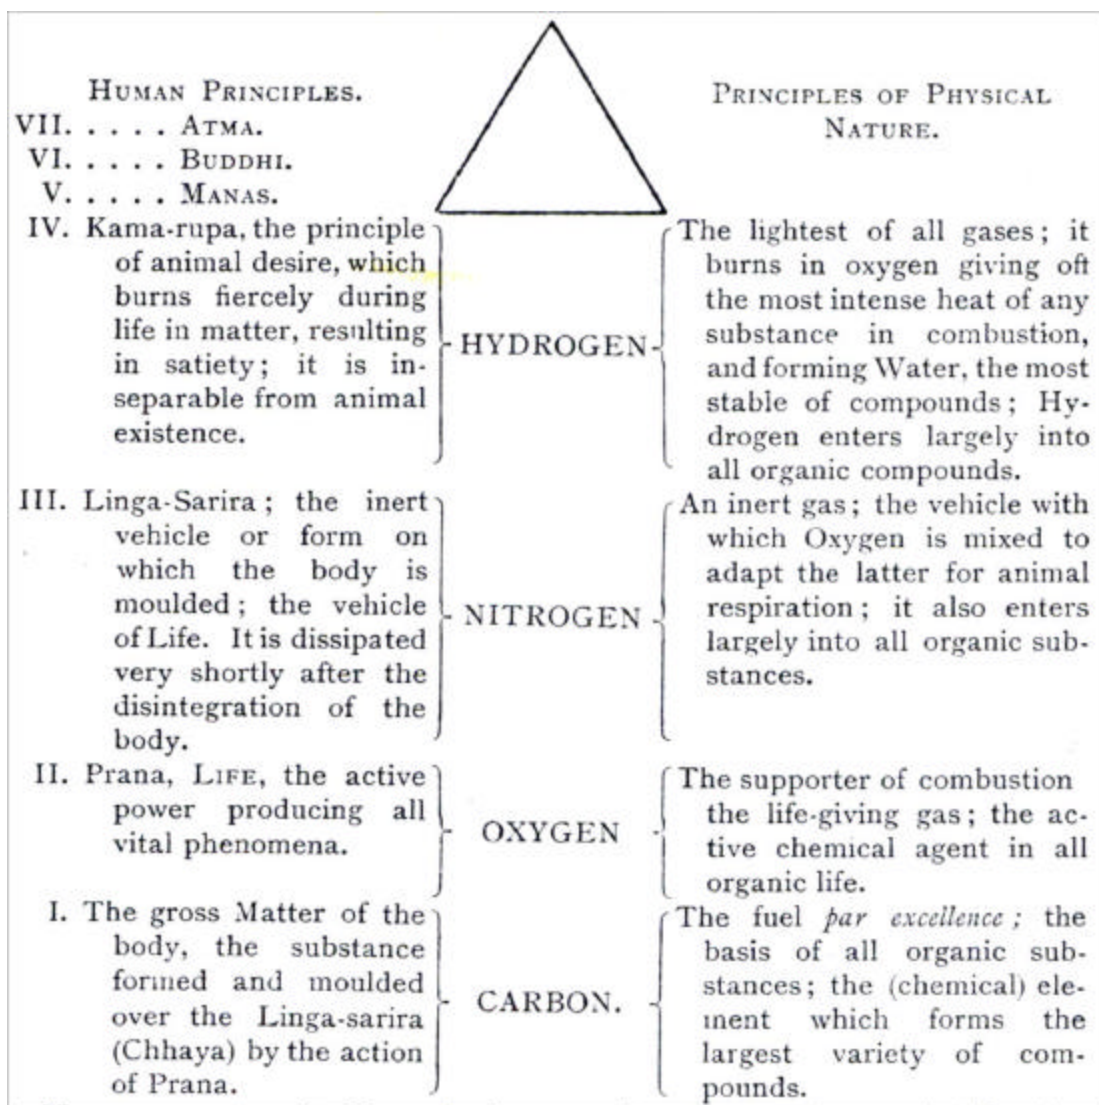 HUMAN PRINCIPLES.
VII. . . . . ATMA.
VI. . . . . BUDDHI.
V. . . . . MANAS.
PRINCIPLES OF PHYSICAL
NATURE.
IV. Kama-rupa, the principle
of animal desire, which
burns fiercely during
life in matter, resulting
in satiety; it is in-
separable from animal
existence.
HYDROGEN
The lightest of all gases; it
burns in oxygen giving oft
the most intense heat of any
substance in combustion,
and forming Water, the most
stable of compounds; Hy-
drogen enters largely into
all organic compounds.
III. Linga-Sarira; the inert
vehicle or form on
which the body is
moulded; the vehicle
of Life. It is dissipated
very shortly after the
disintegration of the
body.
NITROGEN
An inert gas; the vehicle with
which Oxygen is mixed to
adapt the latter for animal
respiration; it also enters
largely into all organic sub-
stances.
II. Prana, LIFE, the active
power producing all
vital phenomena.
OXYGEN
The supporter of combustion
the life-giving gas; the ac-
tive chemical agent in all
organic life.
I. The gross Matter of the
body, the substance
formed and moulded
over the Linga-sarira
(Chhaya) by the action
of Prana.
CARBON.
The fuel par excellence; the
basis of all organic sub-
stances; the (chemical) ele-
ment which forms the
largest variety of com-
pounds.